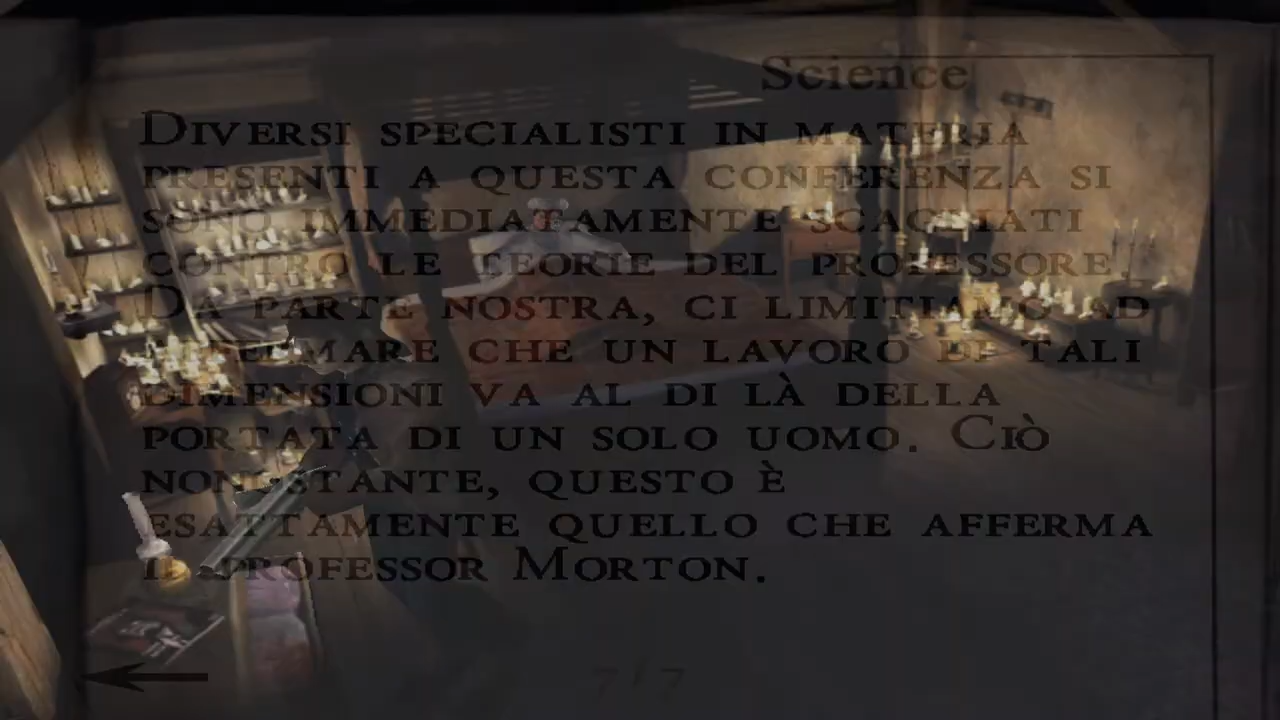 Science
Diversi specialisti in materia
presenti a questa conferenza si
sono immediatamente scagliati
contro le teorie del professore.
Da parte nostra, ci limitiamo ad
affermare che un lavoro di tali
dimensioni va al di là della
portata di un solo uomo. Ciò
nonostante, questo è
esattamente quello che afferma
il professor Morton.
7/7